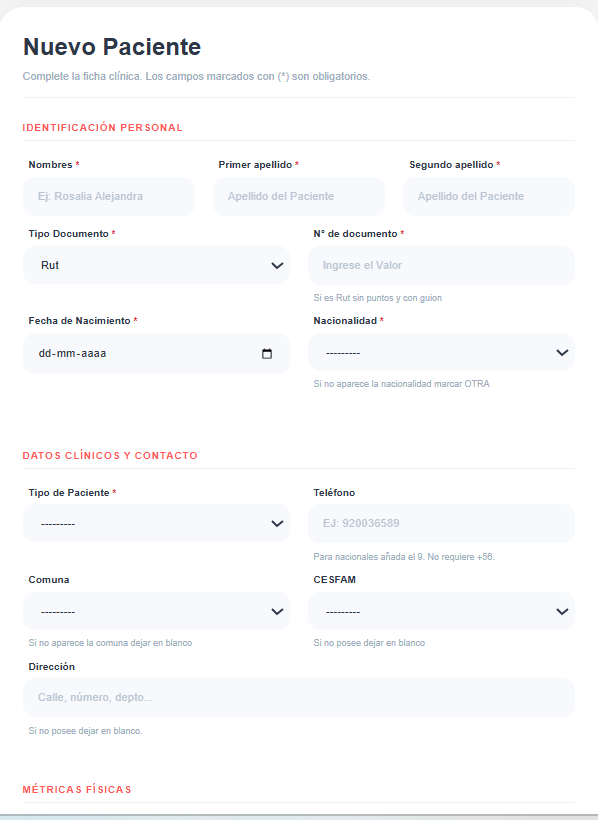 Nuevo Paciente
Complete la ficha clínica. Los campos marcados con (*) son obligatorios.
IDENTIFICACIÓN PERSONAL
Nombres * Primer apellido * Segundo apellido *
Ej: Rosalia Alejandra Apellido del Paciente Apellido del Paciente
Tipo Documento * N° de documento *
Rut Ingrese el Valor
Si es Rut sin puntos y con guion
Fecha de Nacimiento * Nacionalidad *
dd-mm-aaaa ---------
Si no aparece la nacionalidad marcar OTRA
DATOS CLÍNICOS Y CONTACTO
Tipo de Paciente * Teléfono
--------- EJ: 920036589
Para nacionales añada el 9. No requiere +56.
Comuna CESFAM
--------- ---------
Si no aparece la comuna dejar en blanco Si no posee dejar en blanco
Dirección
Calle, número, depto...
Si no posee dejar en blanco.
MÉTRICAS FÍSICAS